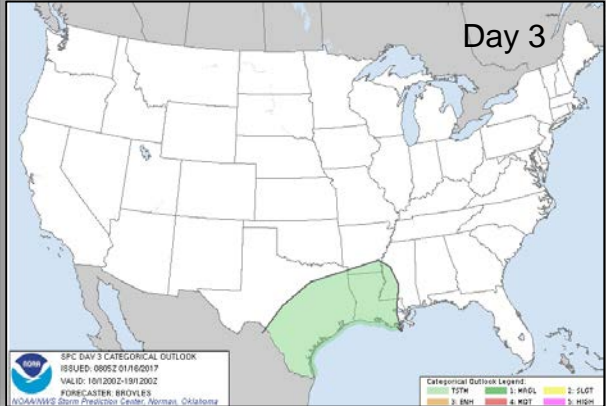 Day 3
NOAA
SPC DAY 3 CATEGORICAL OUTLOOK
ISSUED: 0805Z 01/16/2017
VALID: 18/1200Z-19/1200Z
FORECASTER: BROYLES
NOAA/NWS Storm Prediction Center, Norman, Oklahoma
Categorical Outlook Legend:
TSTM 1: MRGL 2: SLGT
3: ENH 4: MDT 5: HIGH